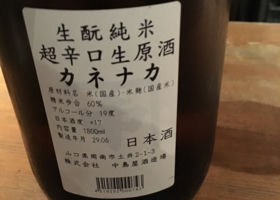 生酛純米
超辛口生原酒
カネナカ
原材料名 米(国産)・米麹(国産米)
精米歩合 60%
アルコール分 19度
日本酒度 +17
内容量 1800ml
製造年月 29.06
日本酒
山口県周南市土井2-1-3
株式会社 中島屋酒造場